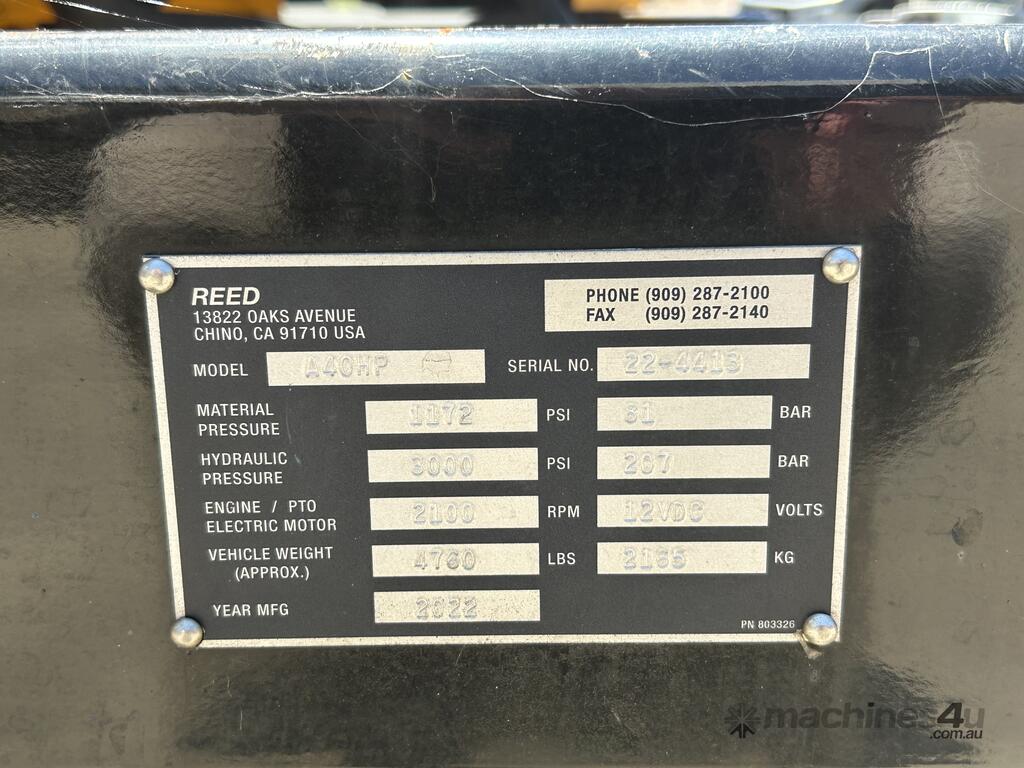 REED
13822 OAKS AVENUE
CHINO, CA 91710 USA
PHONE (909) 287-2100
FAX (909) 287-2140
MODEL A40HP SERIAL NO. 22-4413
MATERIAL PRESSURE 1172 PSI 81 BAR
HYDRAULIC PRESSURE 3000 PSI 207 BAR
ENGINE / PTO ELECTRIC MOTOR 2100 RPM 12VDC VOLTS
VEHICLE WEIGHT (APPROX.) 4760 LBS 2165 KG
YEAR MFG 2022
PN 803326
machines4u
.com.au